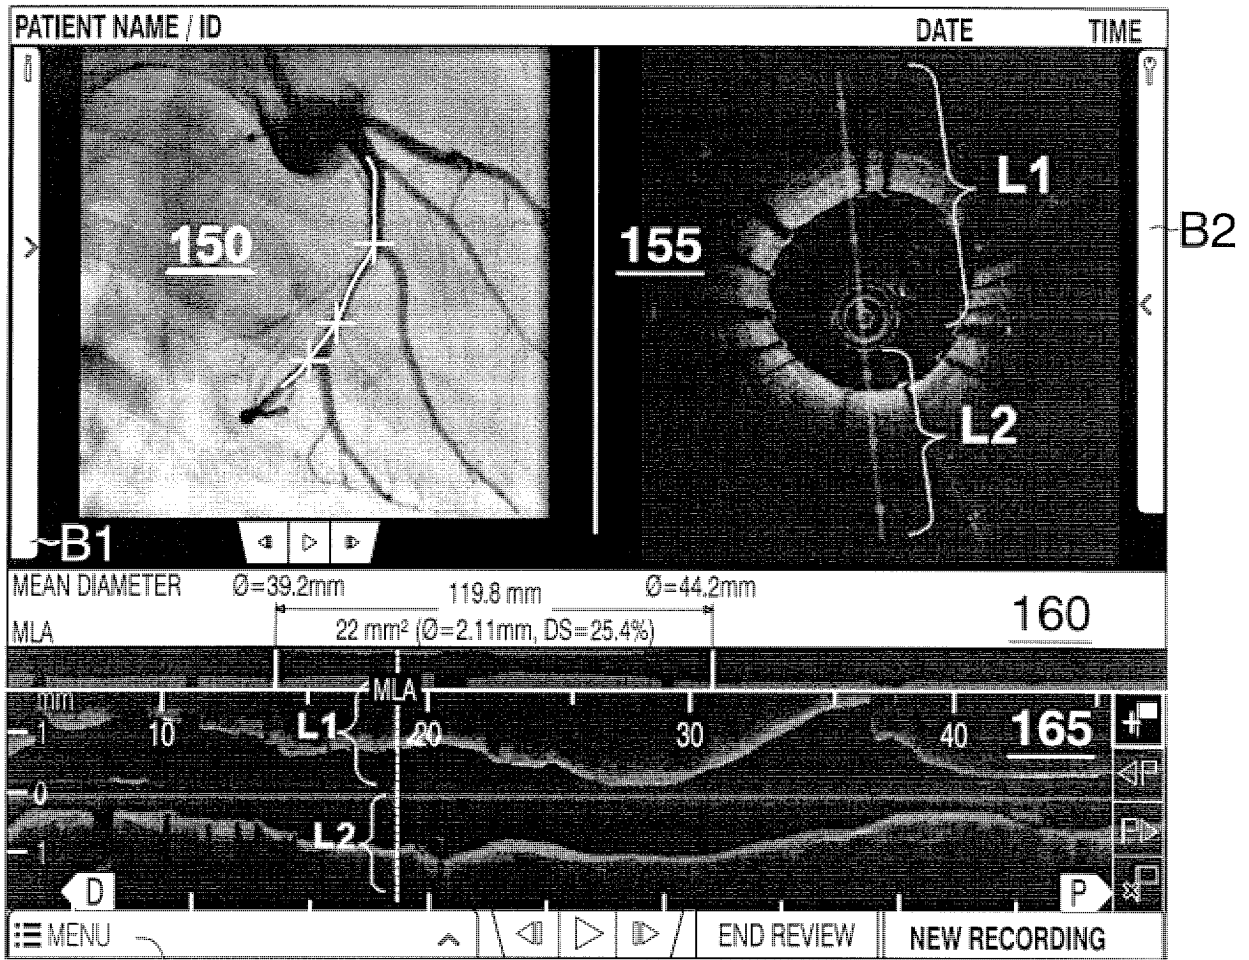 PATIENT NAME / ID DATE TIME
150
155
L1
B2
L2
B1
MEAN DIAMETER Ø=39.2mm 119.8 mm Ø=44.2mm
160
MLA 22 mm² (Ø=2.11mm, DS=25.4%)
MLA
mm
1 10 L1 20 30 40 165
0
L2
1
D P
MENU END REVIEW NEW RECORDING